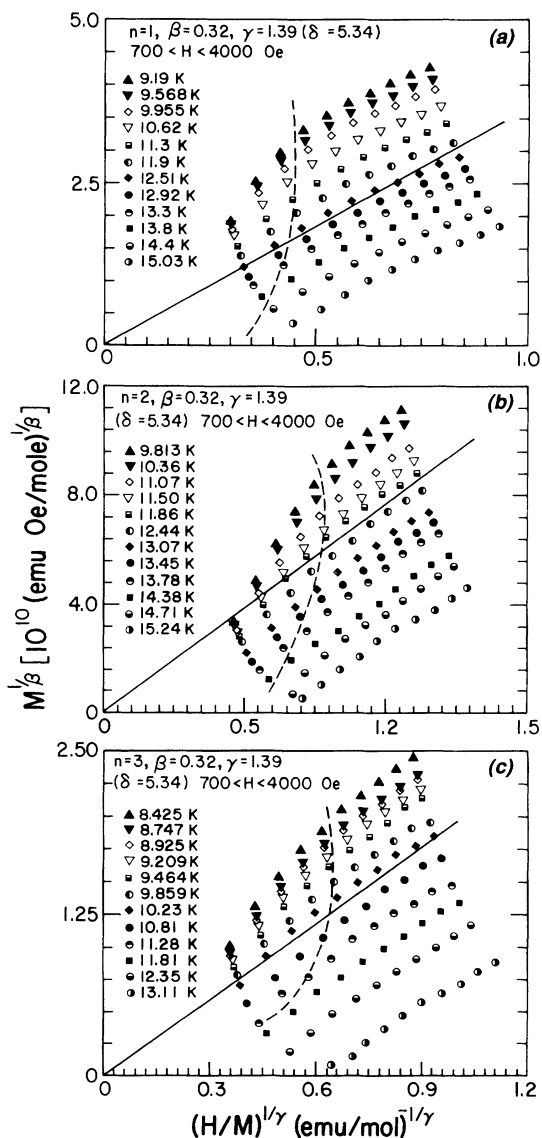 n=1, β=0.32, γ=1.39 (δ=5.34)
700<H<4000 Oe
(a)
9.19 K
9.568 K
9.955 K
10.62 K
11.3 K
11.9 K
12.51 K
12.92 K
13.3 K
13.8 K
14.4 K
15.03 K
5.0
2.5
0
0
0.5
1.0
n=2, β=0.32, γ=1.39
(δ=5.34) 700<H<4000 Oe
(b)
9.813 K
10.36 K
11.07 K
11.50 K
11.86 K
12.44 K
13.07 K
13.45 K
13.78 K
14.38 K
14.71 K
15.24 K
12.0
8.0
4.0
0
0
0.5
1.2
1.5
M^1/β [10^10 (emu Oe/mole)^1/β]
n=3, β=0.32, γ=1.39
(δ=5.34) 700<H<4000 Oe
(c)
8.425 K
8.747 K
8.925 K
9.209 K
9.464 K
9.859 K
10.23 K
10.81 K
11.28 K
11.81 K
12.35 K
13.11 K
2.50
1.25
0
0
0.3
0.6
0.9
1.2
(H/M)^1/γ (emu/mol)^-1/γ